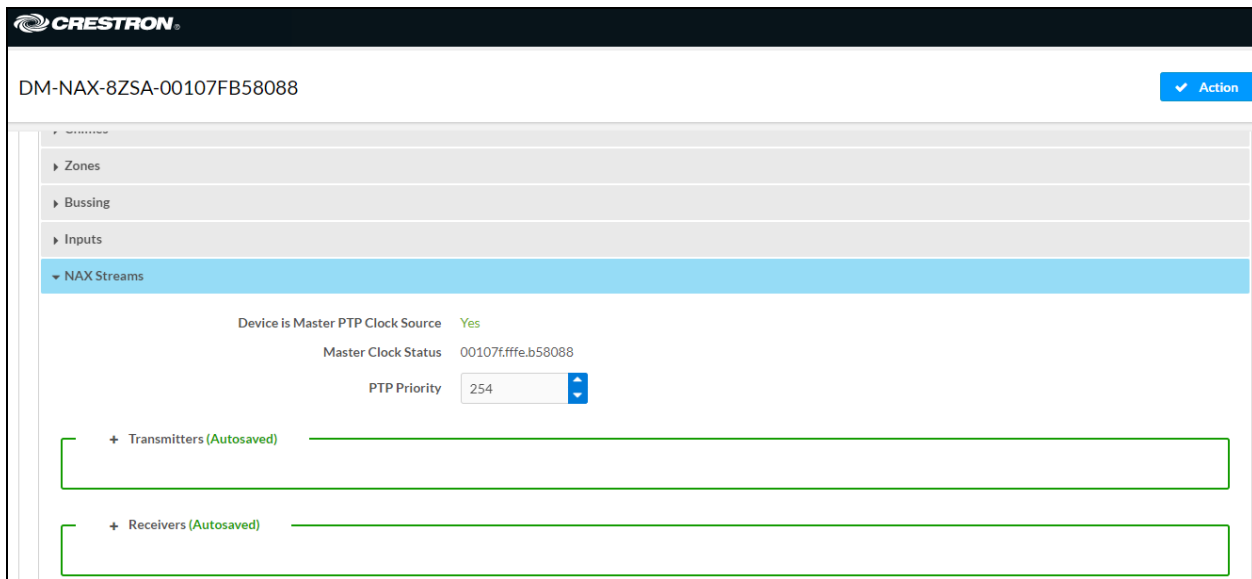 CRESTRON®
DM-NAX-8ZSA-00107FB58088
Action
Zones
Bussing
Inputs
NAX Streams
Device is Master PTP Clock Source Yes
Master Clock Status 00107f.fffe.b58088
PTP Priority 254
+ Transmitters (Autosaved)
+ Receivers (Autosaved)